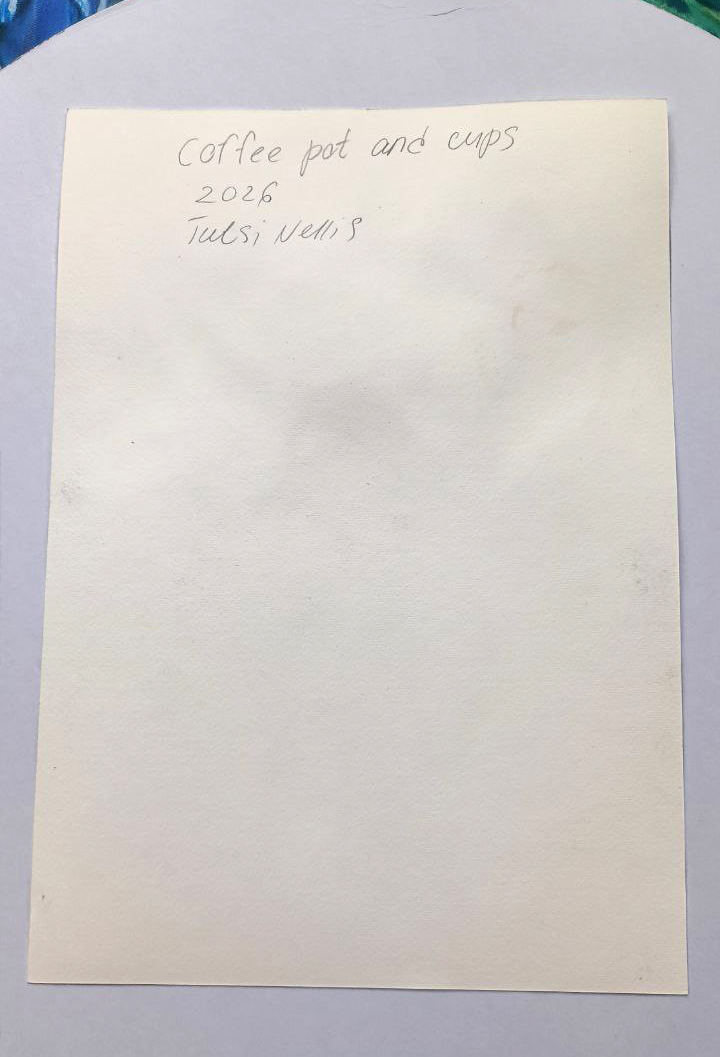 Coffee pot and cups
2026
Tulsi Nellis